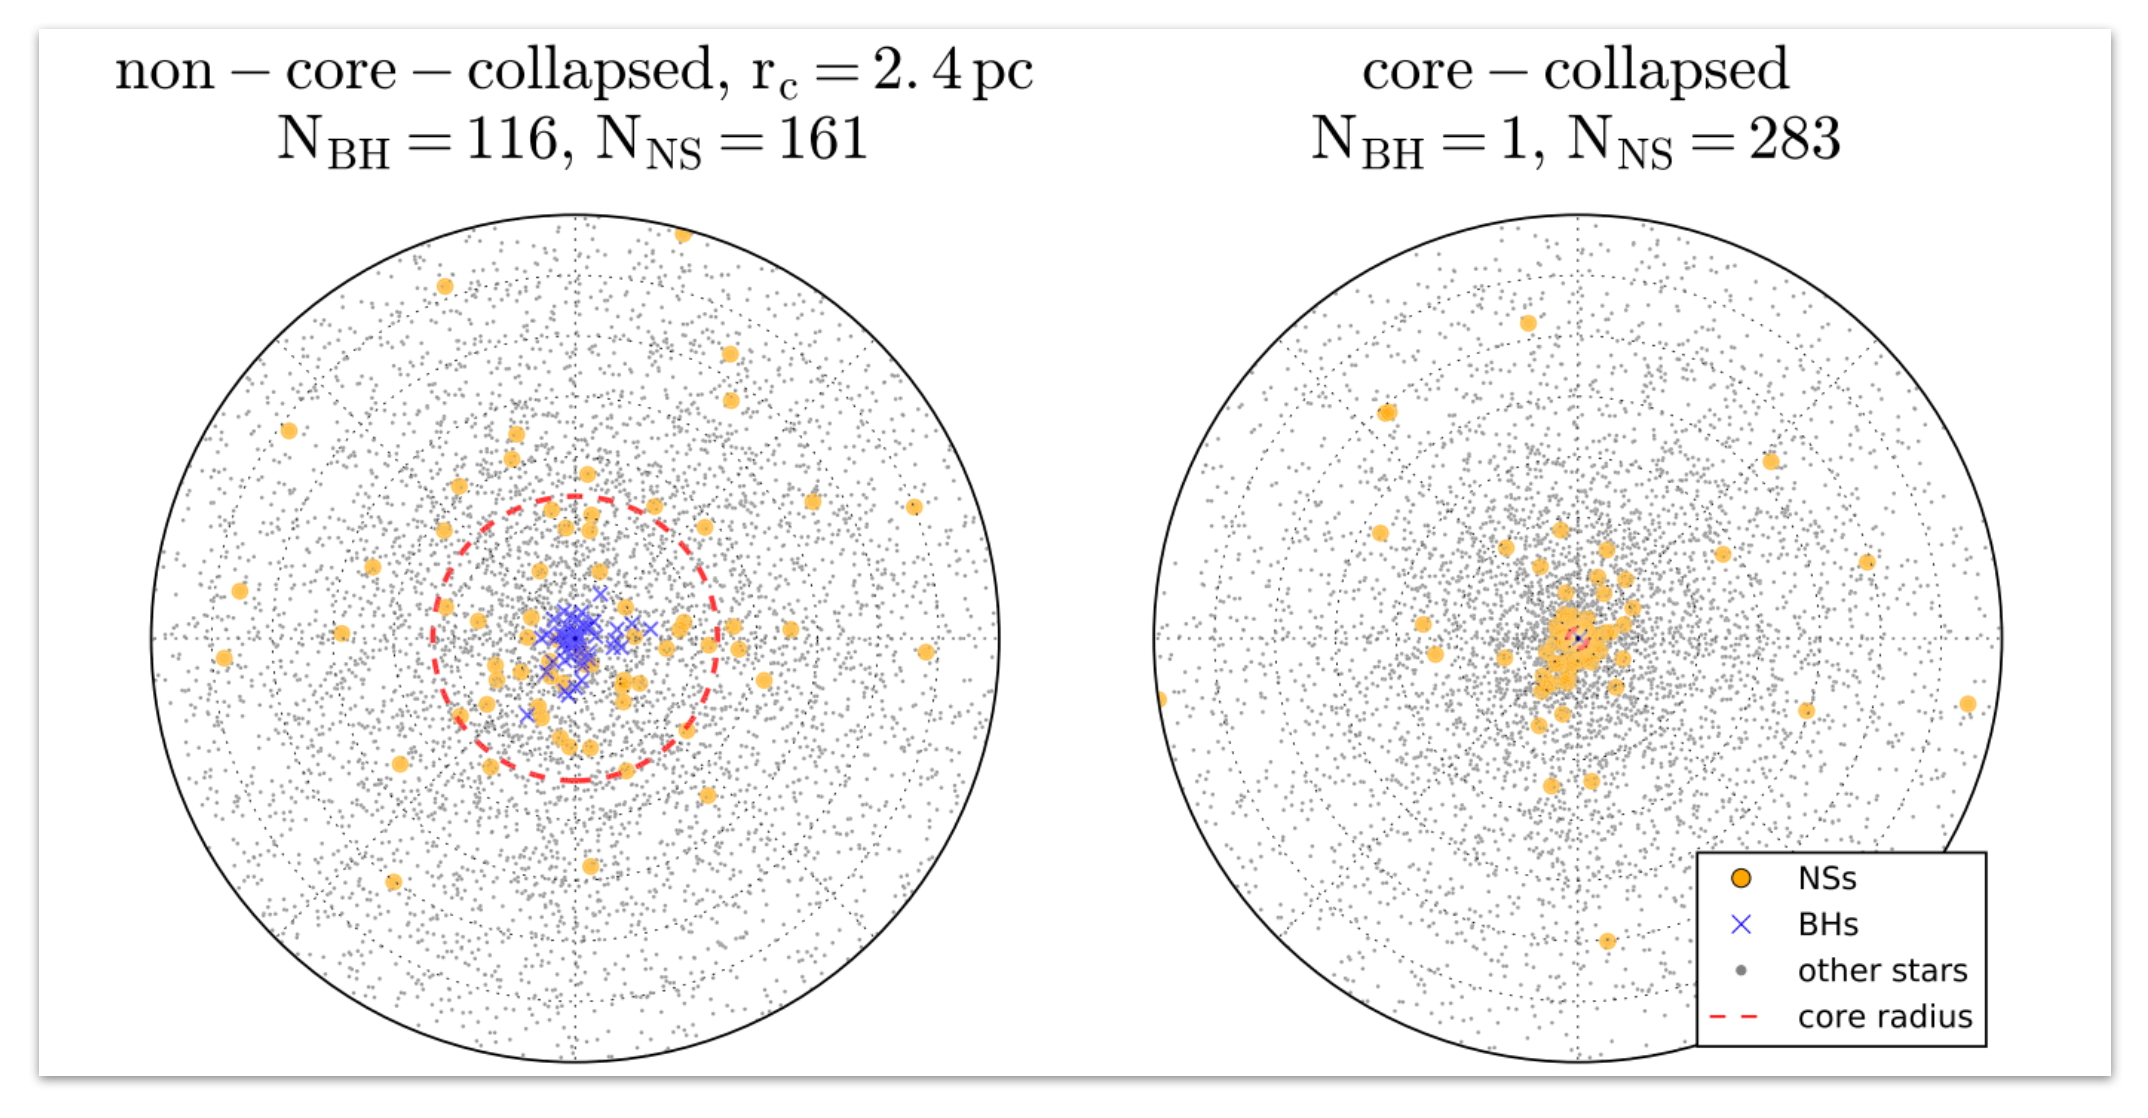 non − core − collapsed, r_c = 2.4 pc
N_BH = 116, N_NS = 161
core − collapsed
N_BH = 1, N_NS = 283
NSs
BHs
other stars
core radius